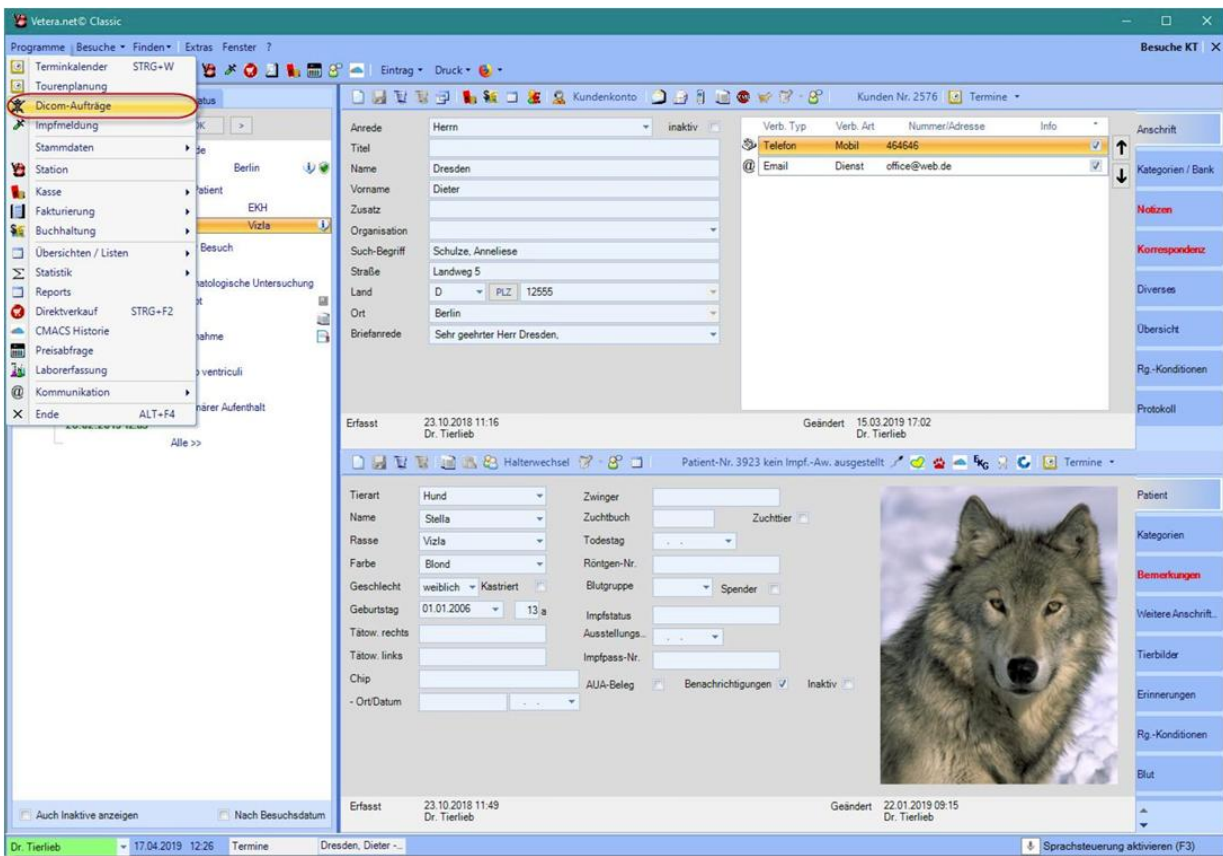 Vetera.net© Classic
Programme Besuche Finden Extras Fenster ? Besuche KT X
Eintrag Druck
Terminkalender STRG+W
Tourenplanung
Dicom-Aufträge
Impfmeldung
Stammdaten
Station
Kasse
Fakturierung
Buchhaltung
Übersichten / Listen
Statistik
Reports
Direktverkauf STRG+F2
CMACS Historie
Preisabfrage
Laborerfassung
Kommunikation
Ende ALT+F4
>
Berlin
EKH
Vizla
Besuch
Alle >>
Auch Inaktive anzeigen Nach Besuchsdatum
Kundenkonto Kunden Nr. 2576 Termine
Anrede Herrn inaktiv
Titel
Name Dresden
Vorname Dieter
Zusatz
Organisation
Such-Begriff Schulze, Anneliese
Straße Landweg 5
Land D PLZ 12555
Ort Berlin
Briefanrede Sehr geehrter Herr Dresden,
Verb. Typ Verb. Art Nummer/Adresse Info *
Telefon Mobil 464646
@ Email Dienst office@web.de
Erfasst 23.10.2018 11:16 Geändert 15.03.2019 17:02
Dr. Tierlieb Dr. Tierlieb
Anschrift
Kategorien / Bank
Notizen
Korrespondenz
Diverses
Übersicht
Rg.-Konditionen
Protokoll
Halterwechsel Patient-Nr. 3923 kein Impf.-Aw. ausgestellt EKG Termine
Tierart Hund Zwinger
Name Stella Zuchtbuch Zuchttier
Rasse Vizla Todestag . .
Farbe Blond Röntgen-Nr.
Geschlecht weiblich Kastriert Blutgruppe Spender
Geburtstag 01.01.2006 13 a Impfstatus
Tätow. rechts Ausstellungs... . .
Tätow. links Impfpass-Nr.
Chip AUA-Beleg Benachrichtigungen Inaktiv
- Ort/Datum . .
Erfasst 23.10.2018 11:49 Geändert 22.01.2019 09:15
Dr. Tierlieb Dr. Tierlieb
Patient
Kategorien
Bemerkungen
Weitere Anschrift..
Tierbilder
Erinnerungen
Rg.-Konditionen
Blut
Dr. Tierlieb 17.04.2019 12:26 Termine Dresden, Dieter -... Sprachsteuerung aktivieren (F3)